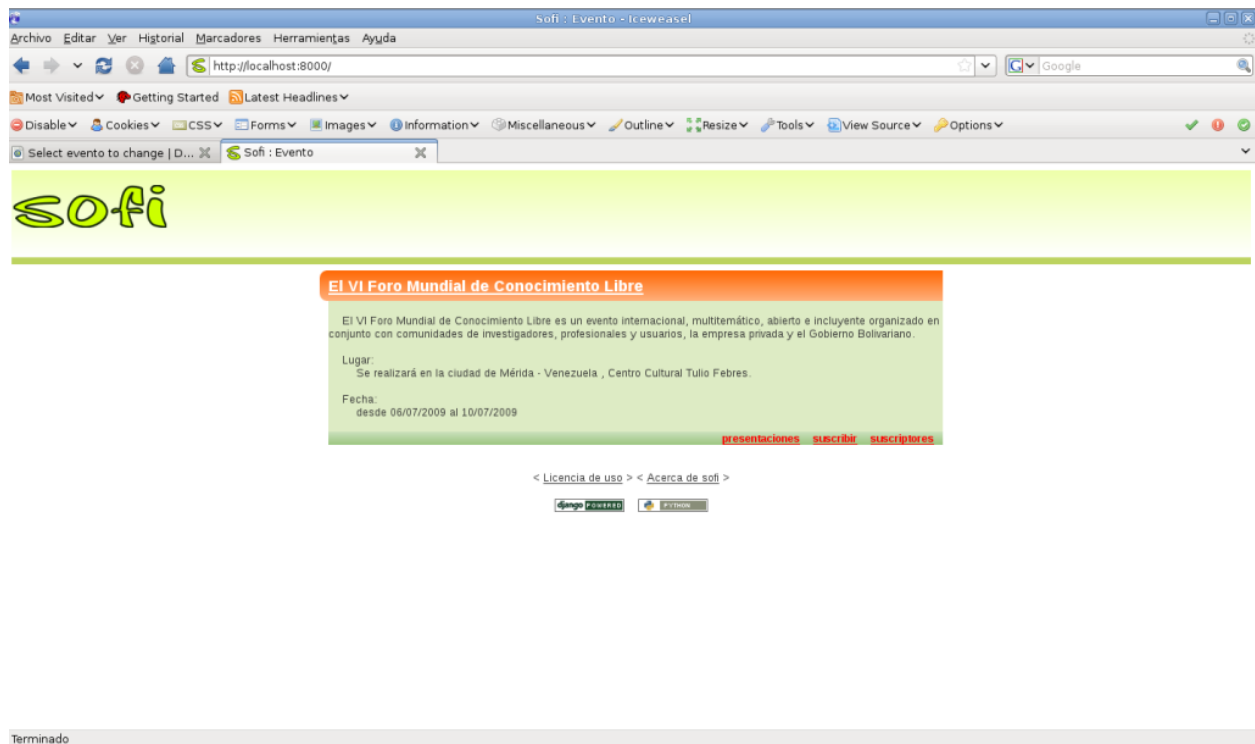 Sofi : Evento - Iceweasel
Archivo Editar Ver Historial Marcadores Herramientas Ayuda
http://localhost:8000/ Google
Most Visited Getting Started Latest Headlines
Disable Cookies CSS Forms Images Information Miscellaneous Outline Resize Tools View Source Options
Select evento to change | D... Sofi : Evento
sofi
El VI Foro Mundial de Conocimiento Libre
El VI Foro Mundial de Conocimiento Libre es un evento internacional, multitemático, abierto e incluyente organizado en
conjunto con comunidades de investigadores, profesionales y usuarios, la empresa privada y el Gobierno Bolivariano.
Lugar:
Se realizará en la ciudad de Mérida - Venezuela , Centro Cultural Tulio Febres.
Fecha:
desde 06/07/2009 al 10/07/2009
presentaciones suscribir suscriptores
< Licencia de uso > < Acerca de sofi >
django POWERED PYTHON
Terminado